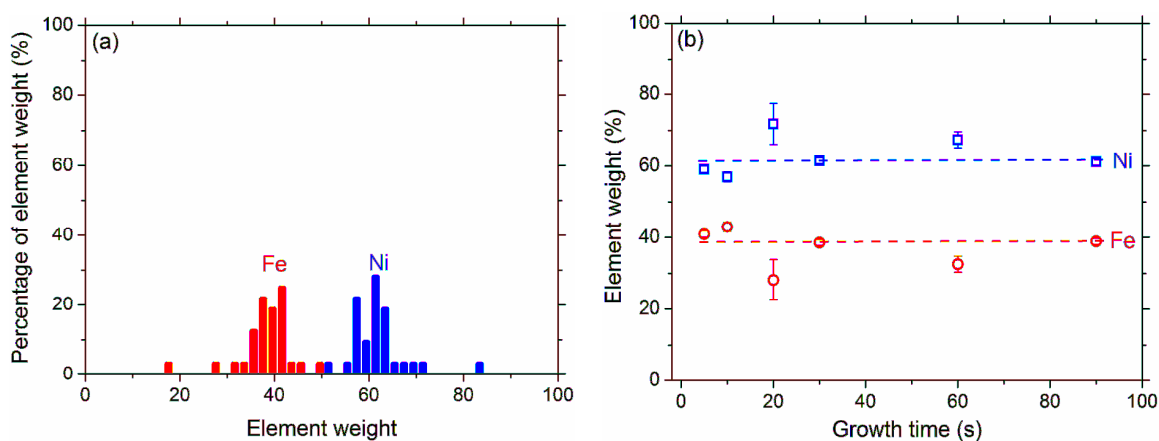 (a)
Percentage of element weight (%)
100
80
60
40
20
0
Fe
Ni
0 20 40 60 80 100
Element weight
(b)
Element weight (%)
100
80
60
40
20
0
Ni
F
0 20 40 60 80 100
Growth time (s)